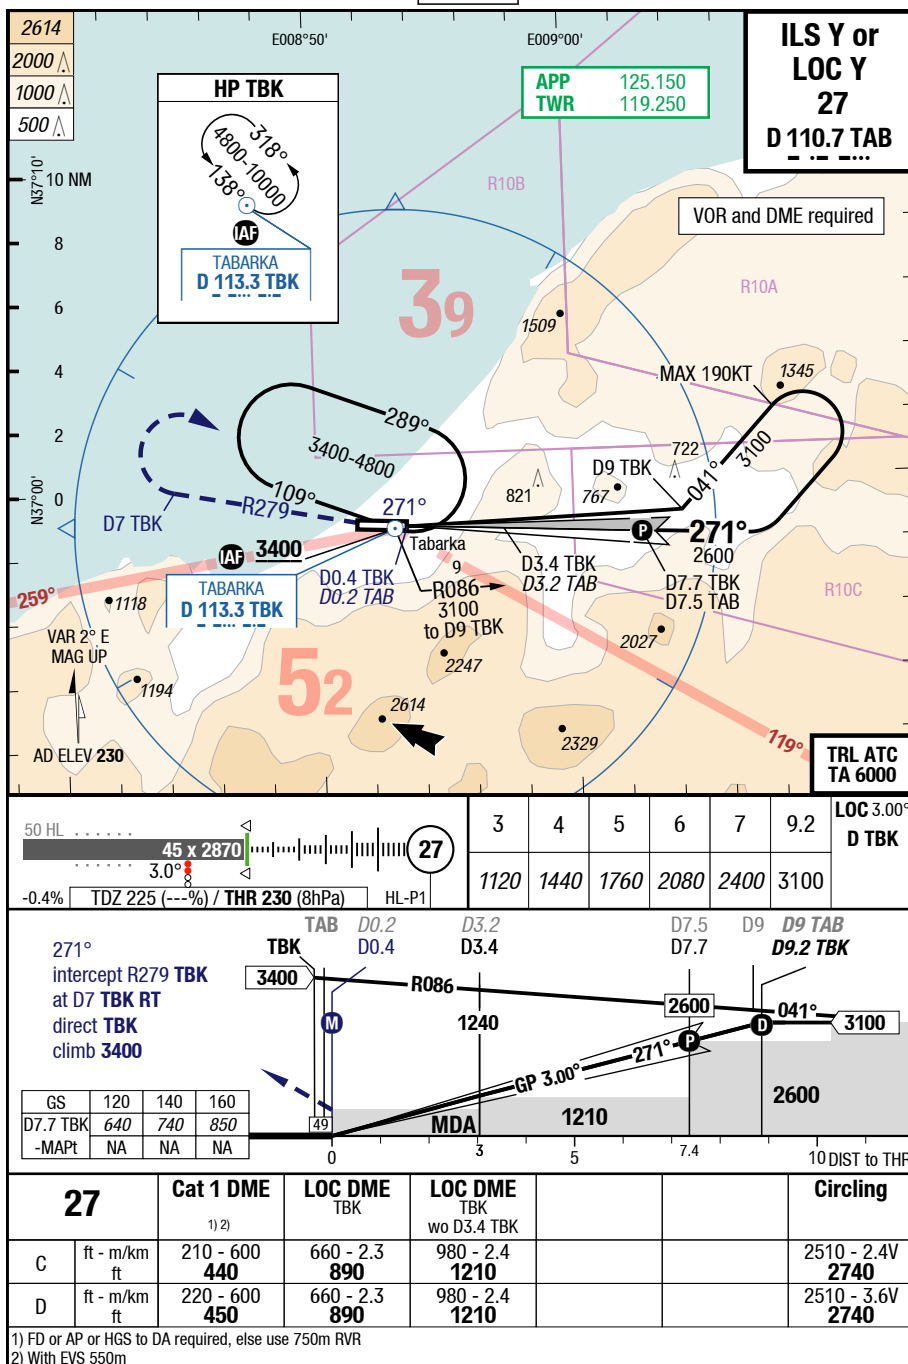 2614
2000
1000
500
E008°50'
E009°00'
ILS Y or
LOC Y
27
D 110.7 TAB
HP TBK
318°
4800-10000
138°
IAF
TABARKA
D 113.3 TBK
APP 125.150
TWR 119.250
N37°10'
10 NM
8
6
4
2
0
N37°00'
R10B
VOR and DME required
R10A
39
1509
MAX 190KT
1345
289°
3400-4800
109°
041°
3100
722
D9 TBK
821
767
R279
D7 TBK
271°
P
271°
2600
IAF
3400
Tabarka
9
D0.4 TBK
D0.2 TAB
D3.4 TBK
D3.2 TAB
D7.7 TBK
D7.5 TAB
R10C
TABARKA
D 113.3 TBK
R086
3100
to D9 TBK
259°
1118
VAR 2° E
MAG UP
1194
AD ELEV 230
52
2247
2027
2614
2329
119°
TRL ATC
TA 6000
50 HL
45 x 2870
27
3.0°
-0.4%
TDZ 225 (---%) / THR 230 (8hPa)
HL-P1
3 4 5 6 7 9.2 LOC 3.00°
D TBK
1120 1440 1760 2080 2400 3100
TAB D0.2 D3.2 D7.5 D9 D9 TAB
TBK D0.4 D3.4 D7.7 D9.2 TBK
271°
intercept R279 TBK
at D7 TBK RT
direct TBK
climb 3400
3400
R086
2600
041°
3100
M
1240
P
D
GP 3.00°
271°
2600
1210
MDA
49
GS 120 140 160
D7.7 TBK 640 740 850
-MAPt NA NA NA
0 3 5 7.4 10 DIST to THR
27 Cat 1 DME LOC DME LOC DME Circling
1) 2) TBK TBK
wo D3.4 TBK
C ft - m/km 210 - 600 660 - 2.3 980 - 2.4 2510 - 2.4V
ft 440 890 1210 2740
D ft - m/km 220 - 600 660 - 2.3 980 - 2.4 2510 - 3.6V
ft 450 890 1210 2740
1) FD or AP or HGS to DA required, else use 750m RVR
2) With EVS 550m